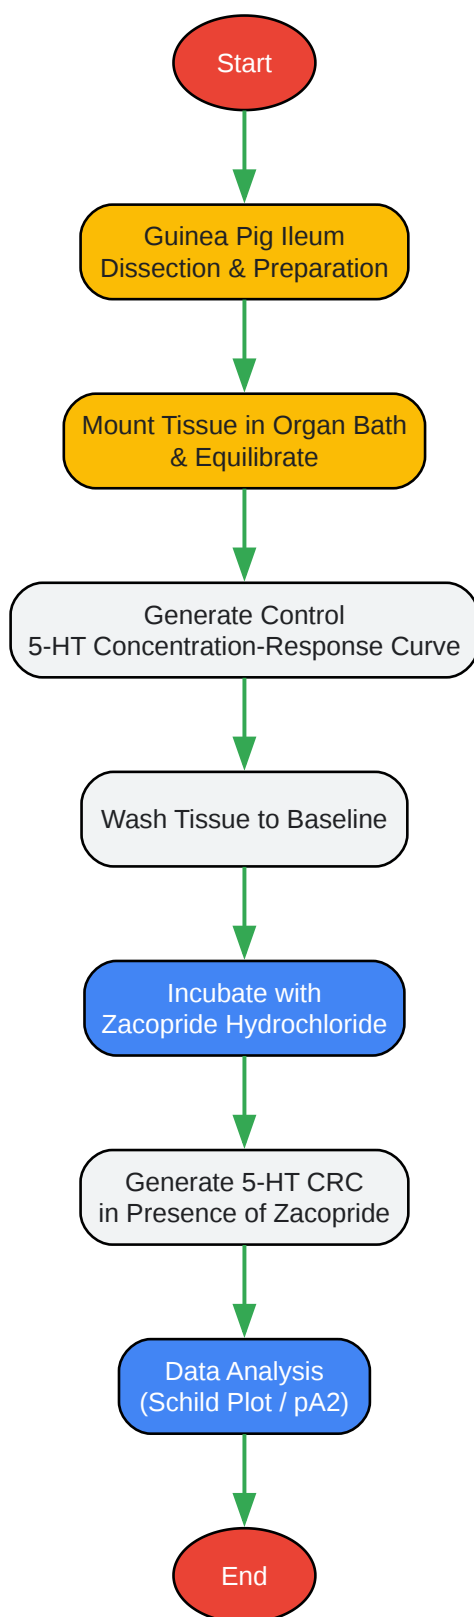 Start
Guinea Pig Ileum
Dissection & Preparation
Mount Tissue in Organ Bath
& Equilibrate
Generate Control
5-HT Concentration-Response Curve
Wash Tissue to Baseline
Incubate with
Zacopride Hydrochloride
Generate 5-HT CRC
in Presence of Zacopride
Data Analysis
(Schild Plot / pA2)
End